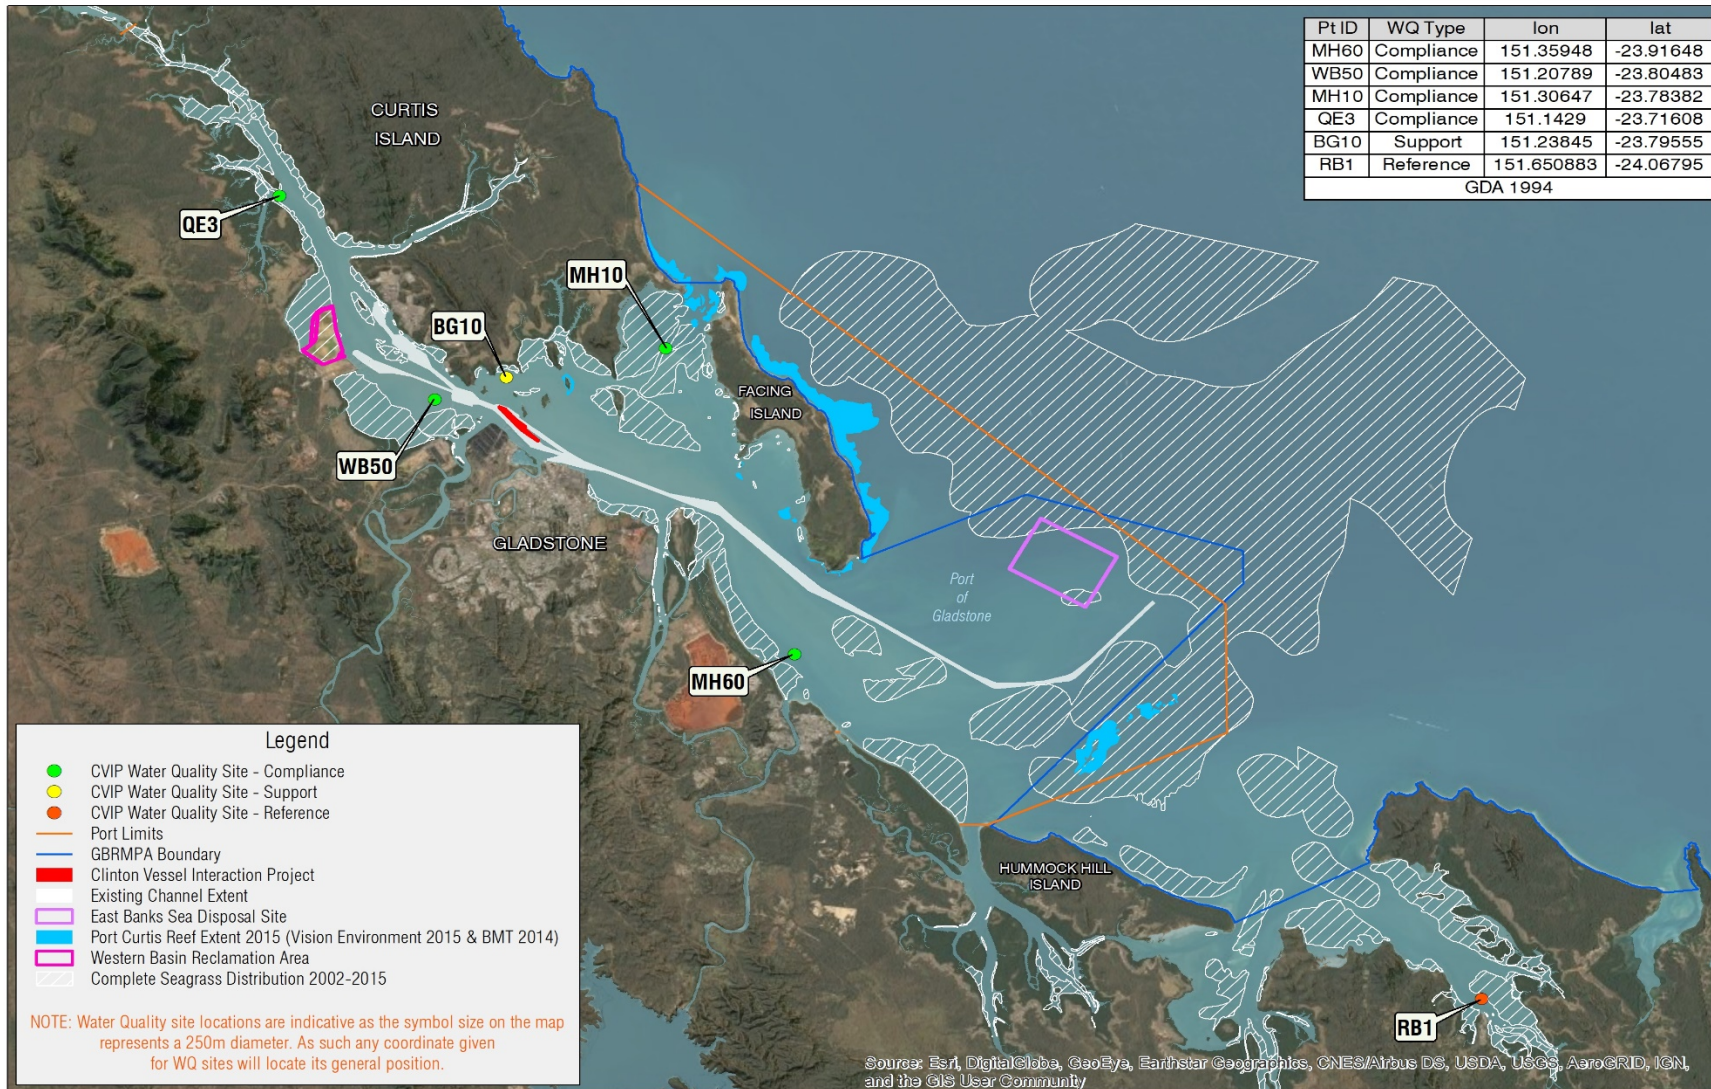 Pt ID WQ Type lon lat
MH60 Compliance 151.35948 -23.91648
WB50 Compliance 151.20789 -23.80483
MH10 Compliance 151.30647 -23.78382
QE3 Compliance 151.1429 -23.71608
BG10 Support 151.23845 -23.79555
RB1 Reference 151.650883 -24.06795
GDA 1994
CURTIS
ISLAND
QE3
MH10
BG10
FACING
ISLAND
WB50
GLADSTONE
Port
of
Gladstone
MH60
HUMMOCK HILL
ISLAND
RB1
Legend
CVIP Water Quality Site - Compliance
CVIP Water Quality Site - Support
CVIP Water Quality Site - Reference
Port Limits
GBRMPA Boundary
Clinton Vessel Interaction Project
Existing Channel Extent
East Banks Sea Disposal Site
Port Curtis Reef Extent 2015 (Vision Environment 2015 & BMT 2014)
Western Basin Reclamation Area
Complete Seagrass Distribution 2002-2015
NOTE: Water Quality site locations are indicative as the symbol size on the map
represents a 250m diameter. As such any coordinate given
for WQ sites will locate its general position.
Source: Esri, DigitalGlobe, GeoEye, Earthstar Geographics, CNES/Airbus DS, USDA, USGS, AeroGRID, IGN,
and the GIS User Community